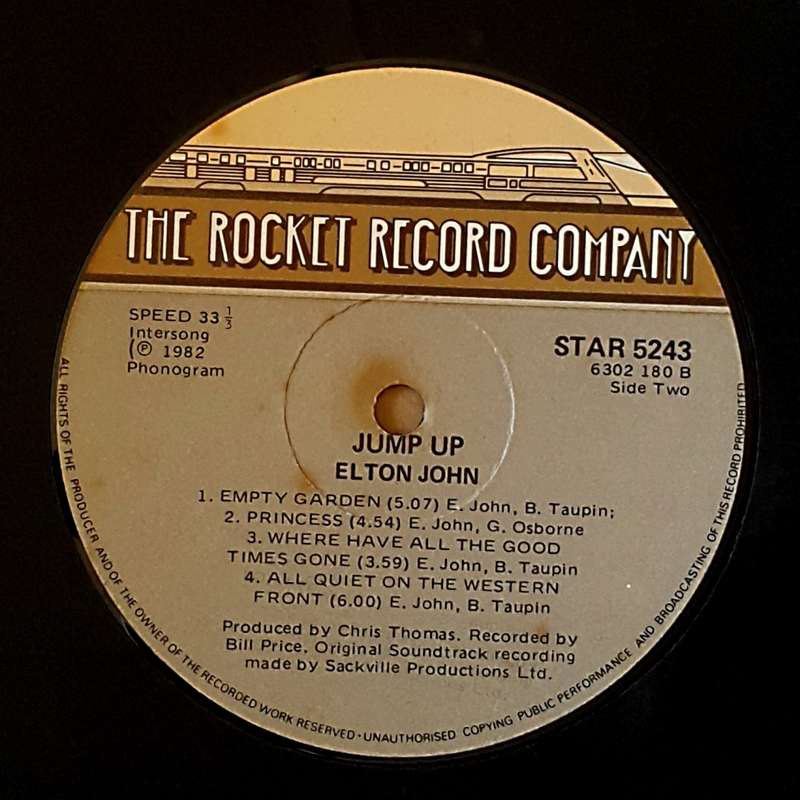 THE ROCKET RECORD COMPANY
SPEED 33 1/3
Intersong
(℗ 1982
Phonogram
STAR 5243
6302 180 B
Side Two
JUMP UP
ELTON JOHN
1. EMPTY GARDEN (5.07) E. John, B. Taupin;
2. PRINCESS (4.54) E. John, G. Osborne
3. WHERE HAVE ALL THE GOOD
TIMES GONE (3.59) E. John, B. Taupin
4. ALL QUIET ON THE WESTERN
FRONT (6.00) E. John, B. Taupin
Produced by Chris Thomas. Recorded by
Bill Price. Original Soundtrack recording
made by Sackville Productions Ltd.
ALL RIGHTS OF THE PRODUCER AND OF THE OWNER OF THE RECORDED WORK RESERVED · UNAUTHORISED COPYING PUBLIC PERFORMANCE AND BROADCASTING OF THIS RECORD PROHIBITED